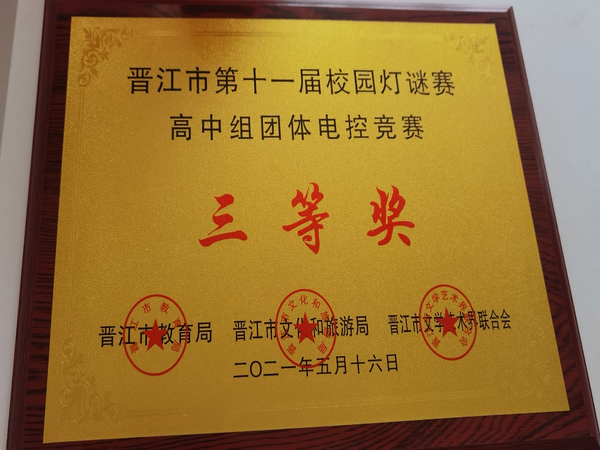 晋江市第十一届校园灯谜赛
高中组团体电控竞赛
三等奖
晋江市教育局 晋江市文化和旅游局 晋江市文学艺术界联合会
二〇二一年五月十六日